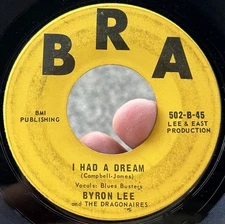 BRA
BMI
PUBLISHING
502-B-45
LEE & EAST
PRODUCTION
I HAD A DREAM
(Campbell-Jones)
Vocals: Blues Busters
BYRON LEE
and THE DRAGONAIRES